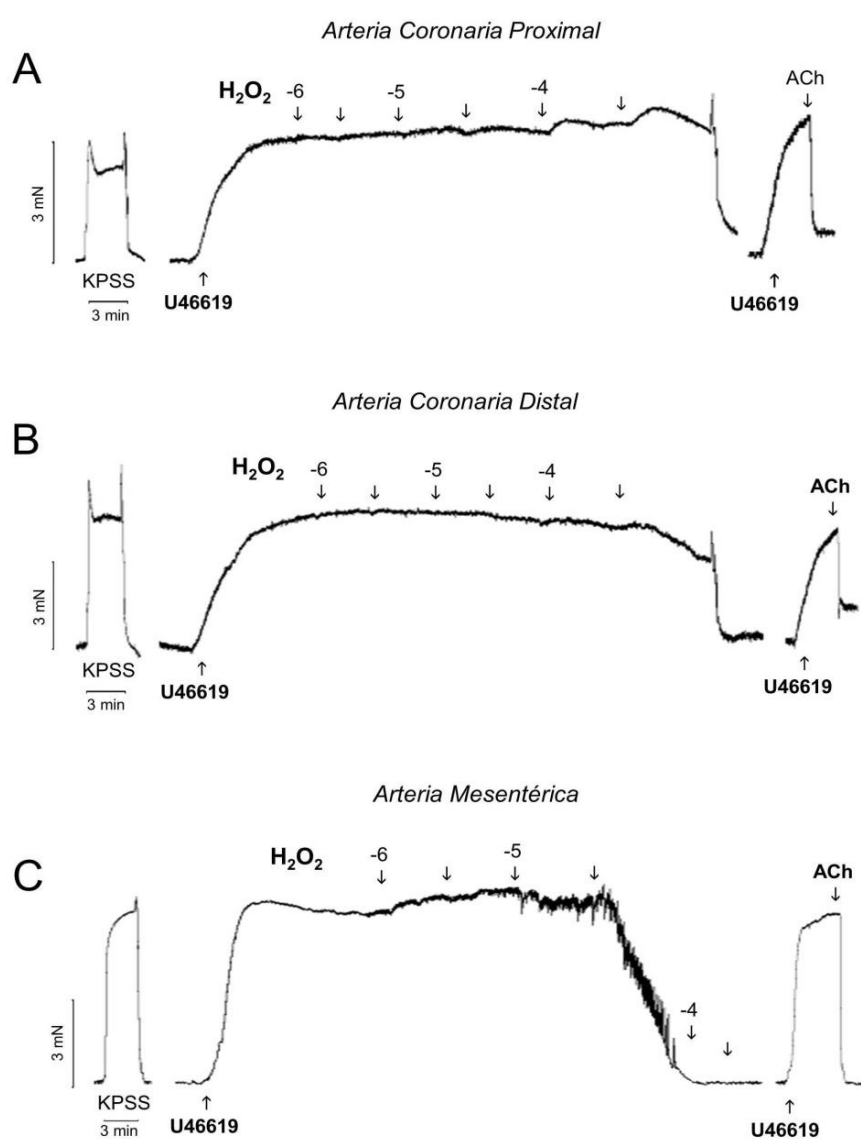 Arteria Coronaria Proximal
A
H2O2 -6 ↓ ↓ -5 ↓ ↓ -4 ↓ ↓ ACh ↓
3 mN
KPSS
3 min
↑ U46619
↑ U46619
Arteria Coronaria Distal
B
H2O2 -6 ↓ ↓ -5 ↓ ↓ -4 ↓ ↓ ACh ↓
3 mN
KPSS
3 min
↑ U46619
↑ U46619
Arteria Mesentérica
C
H2O2 -6 ↓ ↓ -5 ↓ ↓ ACh ↓
-4 ↓ ↓
3 mN
KPSS
3 min
↑ U46619
↑ U46619